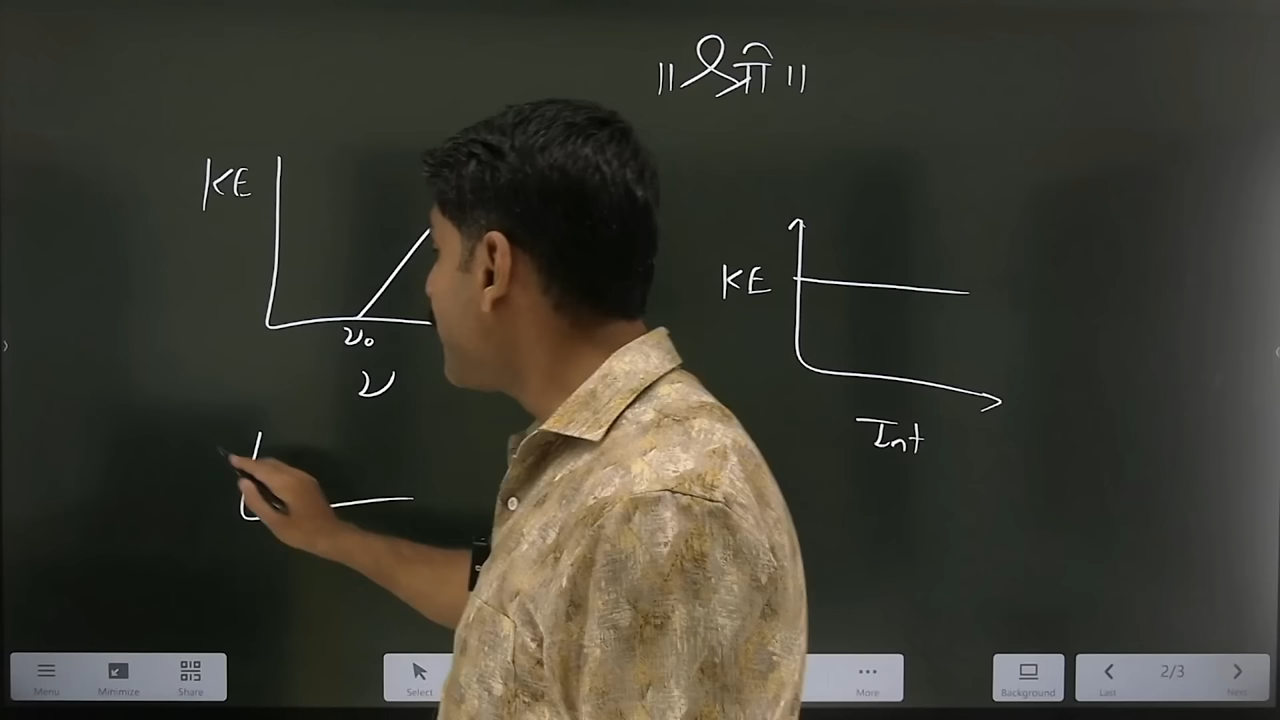 ॥ श्री ॥
KE
ν₀
ν
KE
Int
Menu
Minimize
Share
Select
More
Background
Last
2/3
Next